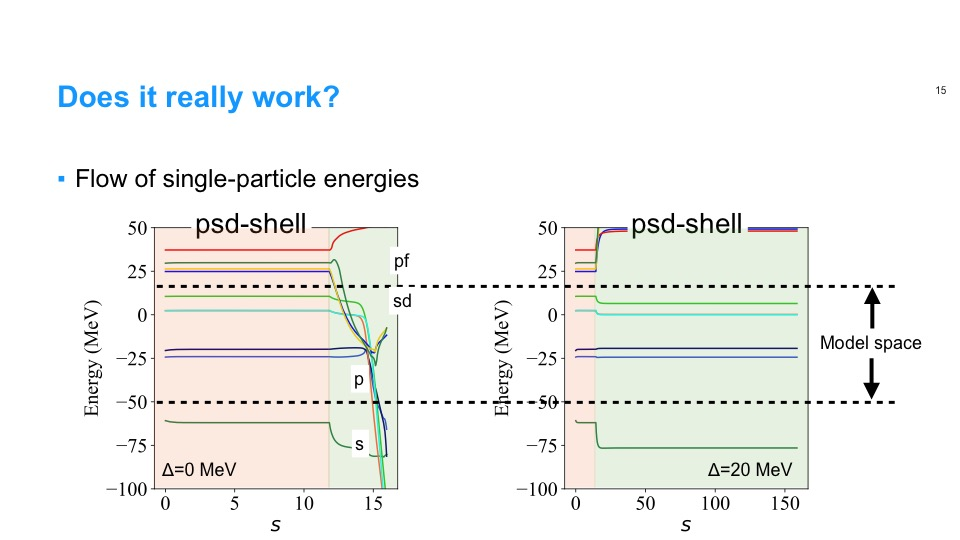 15
Does it really work?
▪ Flow of single-particle energies
psd-shell
50
25
0
−25
−50
−75
−100
Energy (MeV)
pf
sd
p
s
Δ=0 MeV
0 5 10 15
s
psd-shell
50
25
0
−25
−50
−75
−100
Energy (MeV)
Δ=20 MeV
0 50 100 150
s
Model space